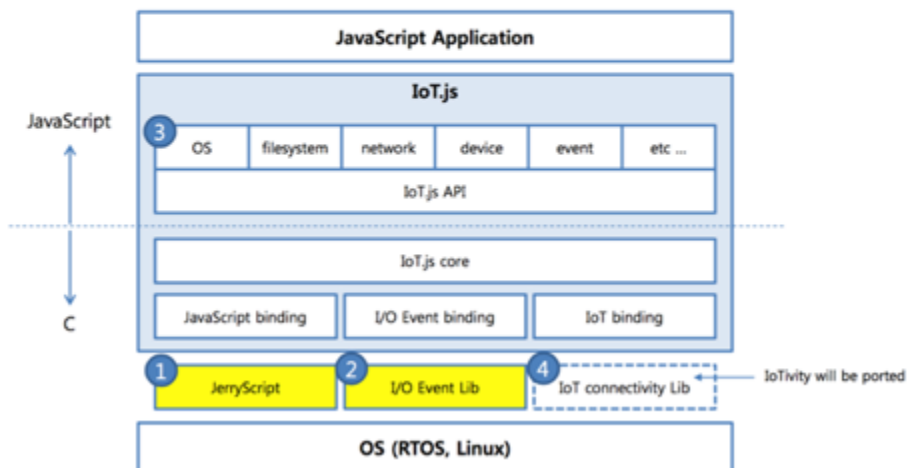 JavaScript Application
IoT.js
JavaScript
3
OS
filesystem
network
device
event
etc ...
IoT.js API
IoT.js core
C
JavaScript binding
I/O Event binding
IoT binding
1
JerryScript
2
I/O Event Lib
4
IoT connectivity Lib
IoTivity will be ported
OS (RTOS, Linux)